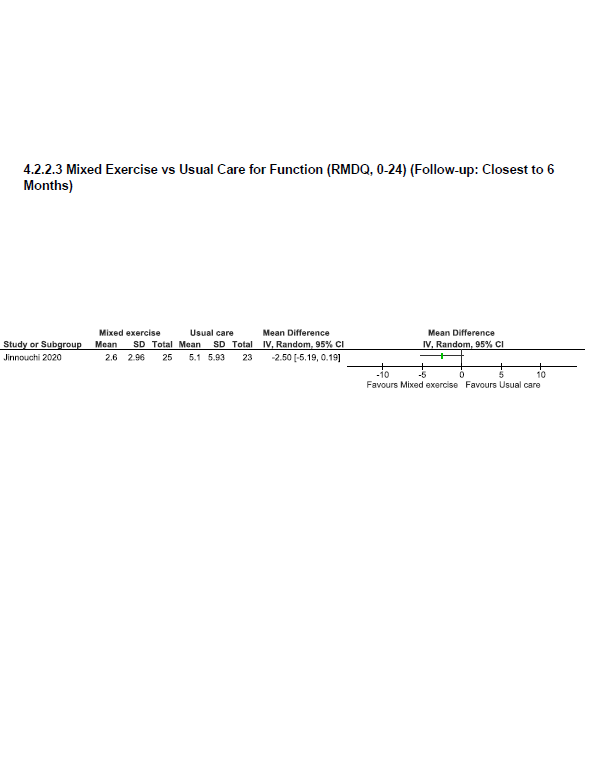 4.2.2.3 Mixed Exercise vs Usual Care for Function (RMDQ, 0-24) (Follow-up: Closest to 6
Months)
Mixed exercise Usual care Mean Difference Mean Difference
Study or Subgroup Mean SD Total Mean SD Total IV, Random, 95% CI IV, Random, 95% CI
Jinnouchi 2020 2.6 2.96 25 5.1 5.93 23 -2.50 [-5.19, 0.19]
-10 -5 0 5 10
Favours Mixed exercise Favours Usual care